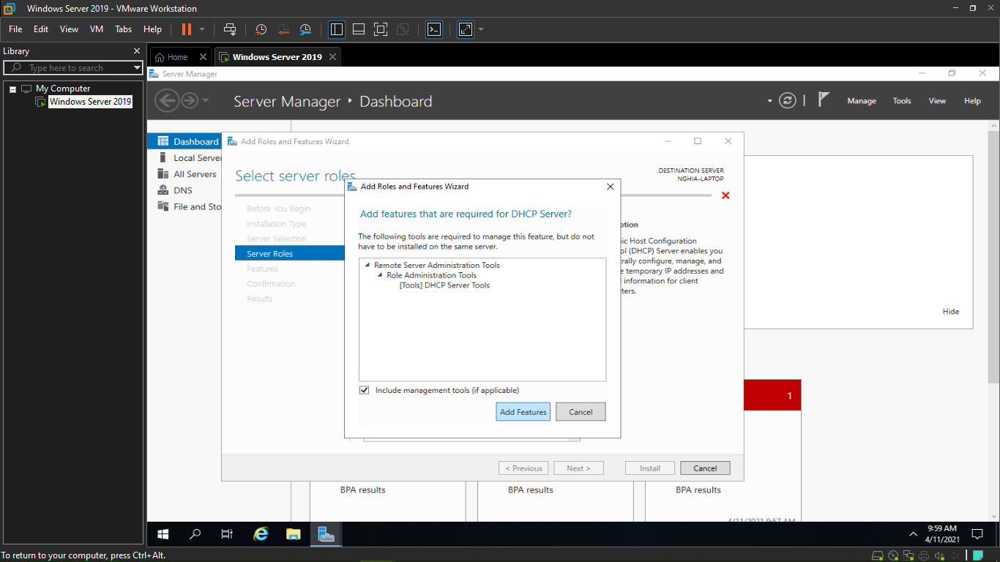 Windows Server 2019 - VMware Workstation
File Edit View VM Tabs Help
Library
Type here to search
My Computer
Windows Server 2019
Home
Windows Server 2019
Server Manager
Server Manager Dashboard
Manage Tools View Help
Dashboard
Local Server
All Servers
DNS
File and Sto
Add Roles and Features Wizard
Select server roles
DESTINATION SERVER
NGHIA-LAPTOP
Before You Begin
Installation Type
Server Selection
Server Roles
Features
Confirmation
Results
Add Roles and Features Wizard
Add features that are required for DHCP Server?
The following tools are required to manage this feature, but do not
have to be installed on the same server.
Remote Server Administration Tools
Role Administration Tools
[Tools] DHCP Server Tools
Include management tools (if applicable)
Add Features Cancel
ption
ic Host Configuration
ol (DHCP) Server enables you
rally configure, manage, and
e temporary IP addresses and
information for client
ters.
< Previous Next > Install Cancel
Hide
1
BPA results
BPA results
BPA results
4/11/2021 9:57 AM
9:59 AM
4/11/2021
To return to your computer, press Ctrl+Alt.